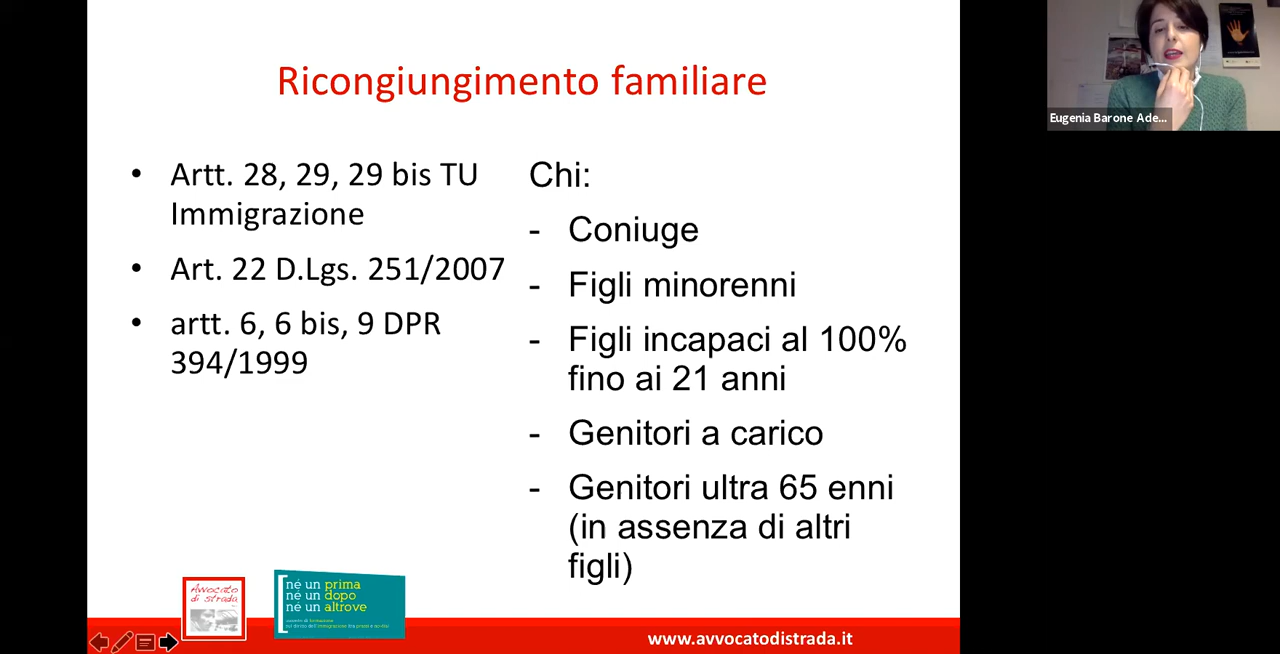 Ricongiungimento familiare
• Artt. 28, 29, 29 bis TU
Immigrazione
• Art. 22 D.Lgs. 251/2007
• artt. 6, 6 bis, 9 DPR
394/1999
Chi:
- Coniuge
- Figli minorenni
- Figli incapaci al 100%
fino ai 21 anni
- Genitori a carico
- Genitori ultra 65 enni
(in assenza di altri
figli)
Avvocato
di strada
né un prima
né un dopo
né un altrove
www.avvocatodistrada.it
Eugenia Barone Ade...